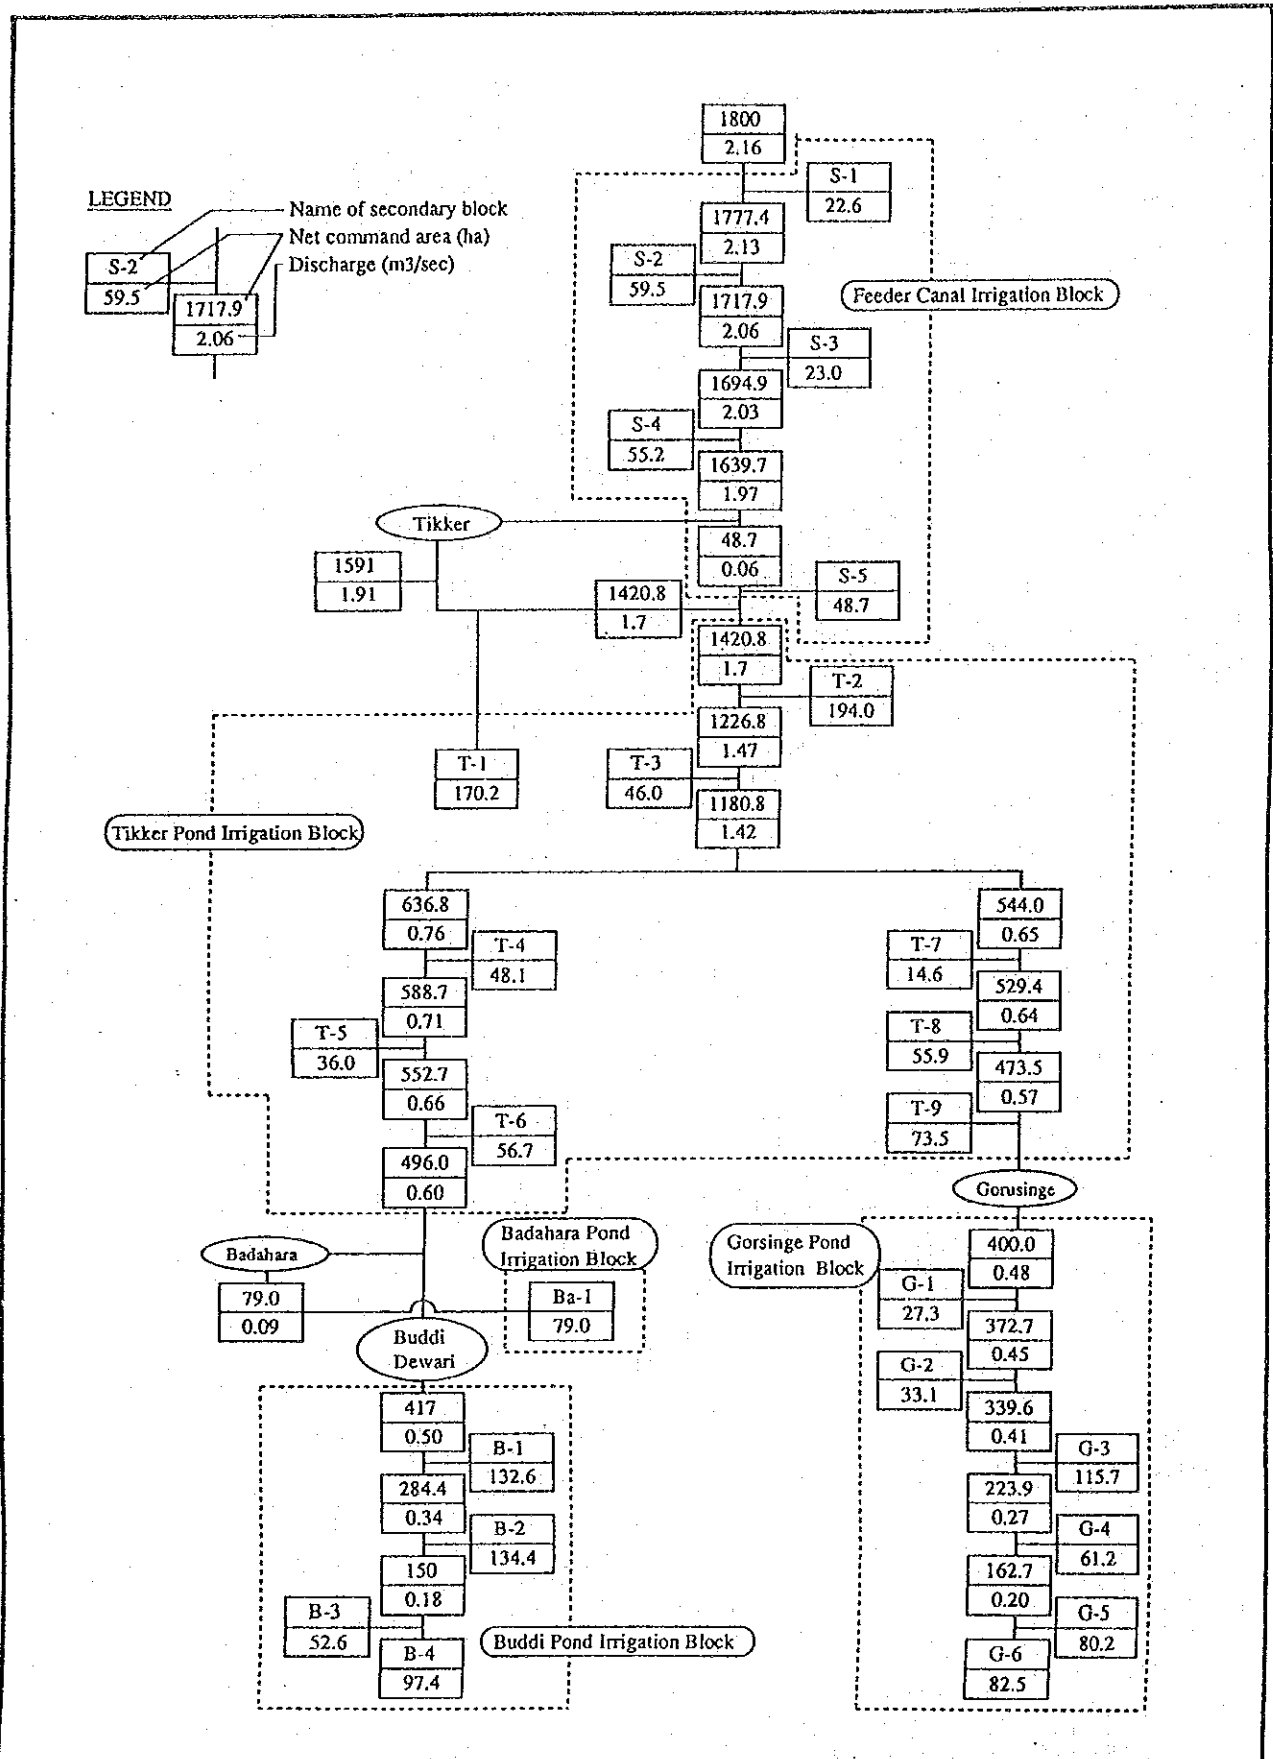 1800
2.16
S-1
22.6
LEGEND
Name of secondary block
Net command area (ha)
Discharge (m3/sec)
S-2
59.5
1717.9
2.06
1777.4
2.13
S-2
59.5
1717.9
2.06
Feeder Canal Irrigation Block
S-3
23.0
1694.9
2.03
S-4
55.2
1639.7
1.97
Tikker
48.7
0.06
1591
1.91
S-5
48.7
1420.8
1.7
1420.8
1.7
T-2
194.0
1226.8
1.47
T-1
170.2
T-3
46.0
1180.8
1.42
Tikker Pond Irrigation Block
636.8
0.76
544.0
0.65
T-4
48.1
T-7
14.6
588.7
0.71
529.4
0.64
T-5
36.0
T-8
55.9
552.7
0.66
473.5
0.57
T-6
56.7
T-9
73.5
496.0
0.60
Gorusinge
Badahara
Badahara Pond
Irrigation Block
Gorsinge Pond
Irrigation Block
400.0
0.48
79.0
0.09
Ba-1
79.0
G-1
27.3
Buddi
Dewari
372.7
0.45
G-2
33.1
417
0.50
339.6
0.41
B-1
132.6
G-3
115.7
284.4
0.34
223.9
0.27
B-2
134.4
G-4
61.2
150
0.18
162.7
0.20
B-3
52.6
G-5
80.2
Buddi Pond Irrigation Block
B-4
97.4
G-6
82.5